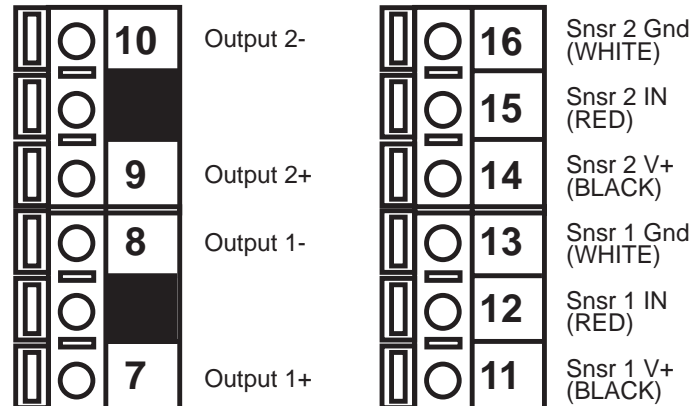 10 Output 2-
9 Output 2+
8 Output 1-
7 Output 1+
16 Snsr 2 Gnd
(WHITE)
15 Snsr 2 IN
(RED)
14 Snsr 2 V+
(BLACK)
13 Snsr 1 Gnd
(WHITE)
12 Snsr 1 IN
(RED)
11 Snsr 1 V+
(BLACK)